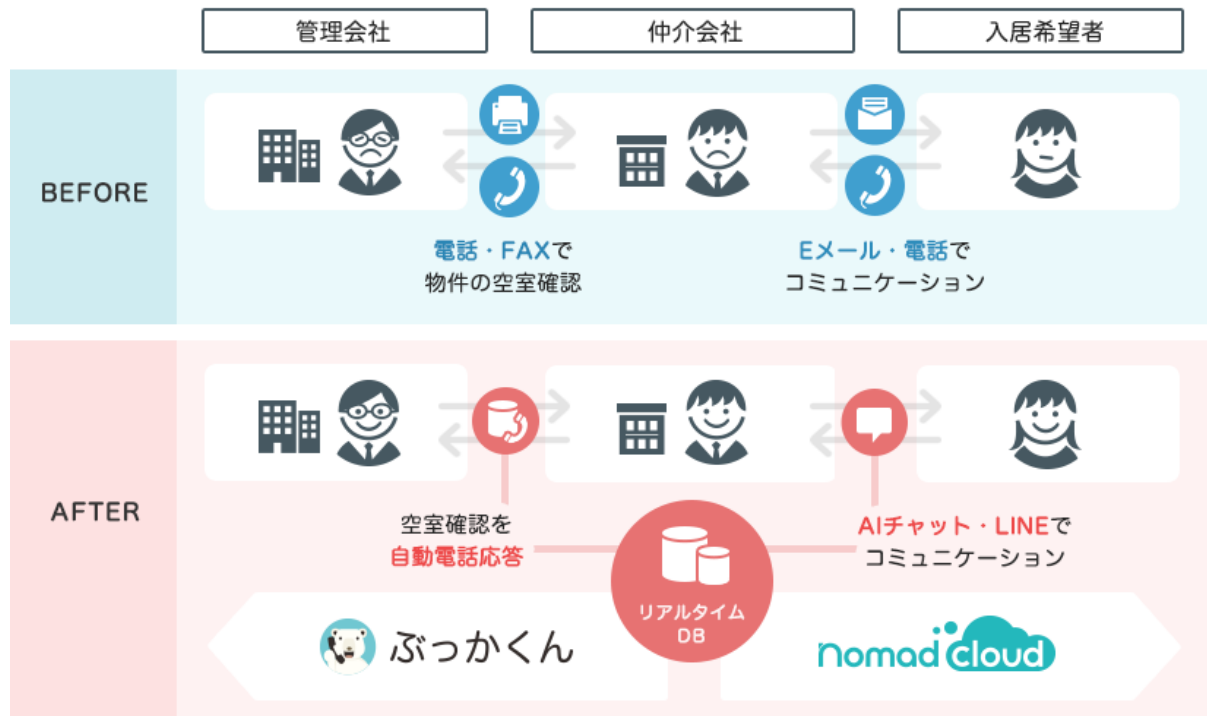 管理会社
仲介会社
入居希望者
BEFORE
電話・FAXで
物件の空室確認
Eメール・電話で
コミュニケーション
AFTER
空室確認を
自動電話応答
AIチャット・LINEで
コミュニケーション
リアルタイム
DB
ぶっかくん
nomad cloud